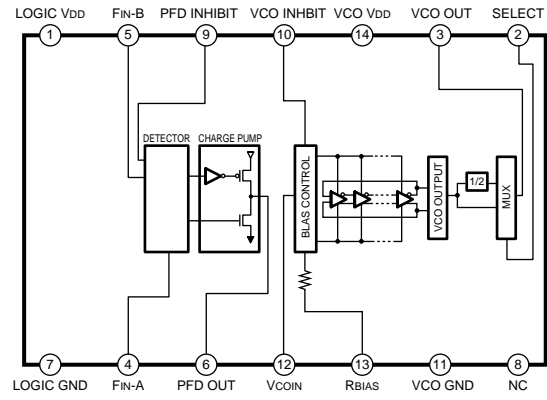 LOGIC VDD FIN-B PFD INHIBIT VCO INHBIT VCO VDD VCO OUT SELECT
1 5 9 10 14 3 2
DETECTOR CHARGE PUMP
BLAS CONTROL
VCO OUTPUT
1/2
MUX
7 4 6 12 13 11 8
LOGIC GND FIN-A PFD OUT VCOIN RBIAS VCO GND NC